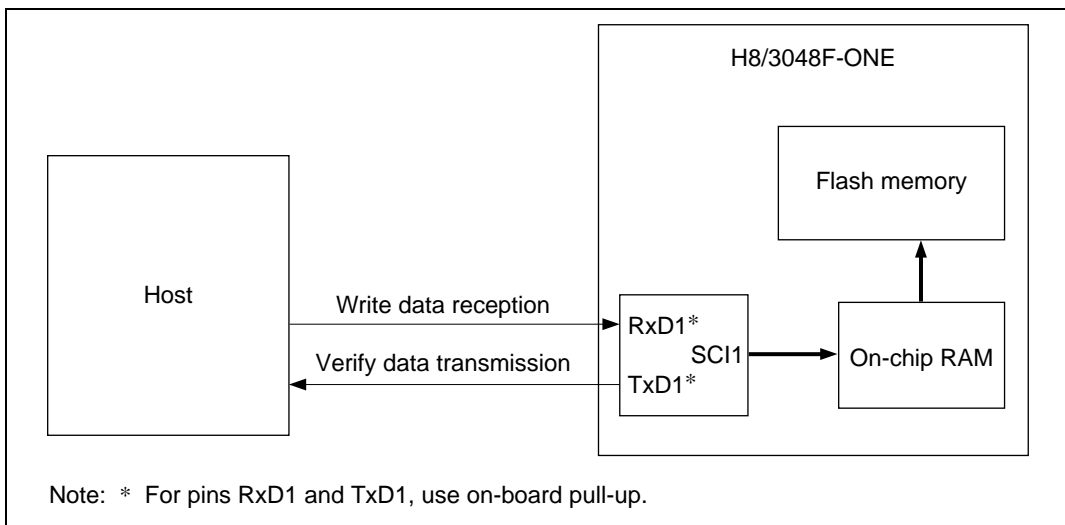 H8/3048F-ONE
Flash memory
Host
Write data reception
Verify data transmission
RxD1*
SCI1
TxD1*
On-chip RAM
Note: * For pins RxD1 and TxD1, use on-board pull-up.